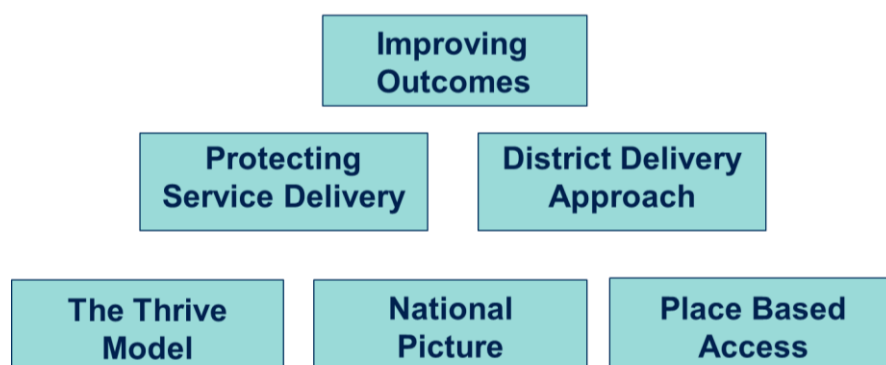 Improving
Outcomes
Protecting
Service Delivery
District Delivery
Approach
The Thrive
Model
National
Picture
Place Based
Access